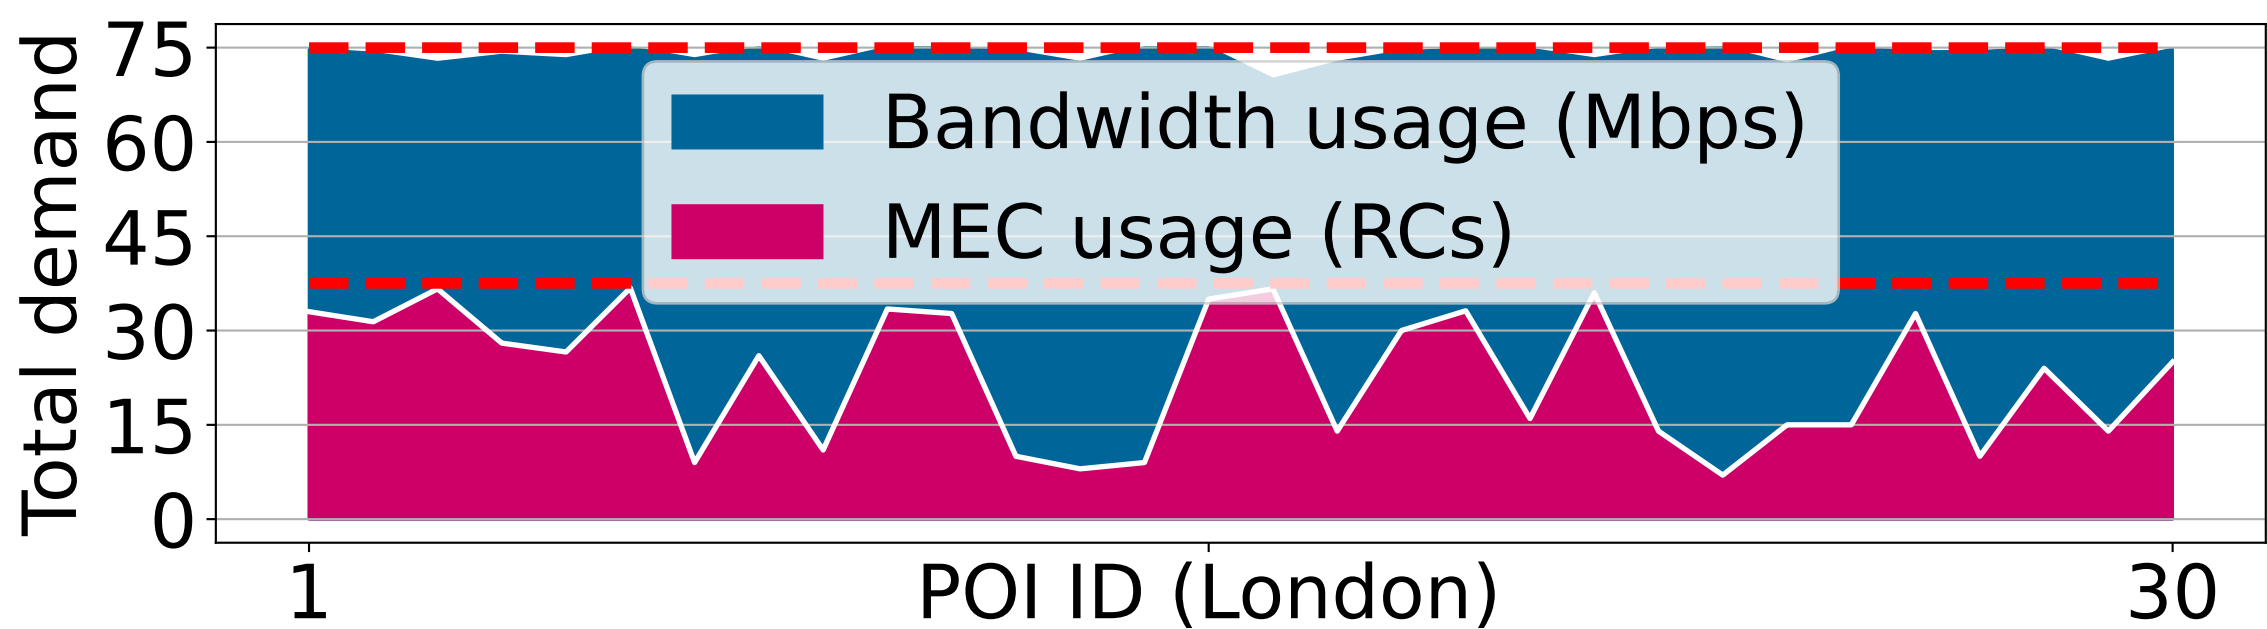 Total demand
75
60
45
30
15
0
Bandwidth usage (Mbps)
MEC usage (RCs)
1
POI ID (London)
30